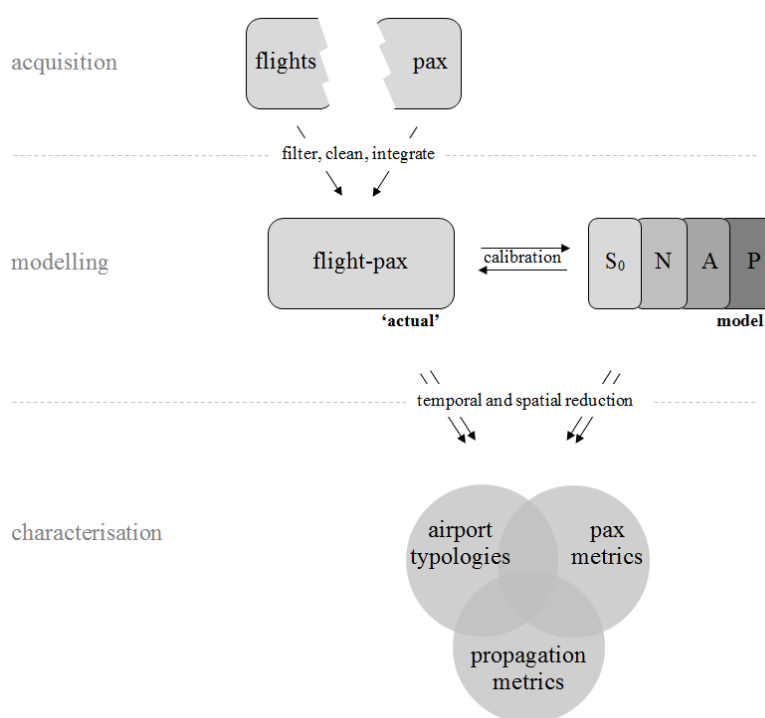 acquisition
flights
pax
filter, clean, integrate
modelling
flight-pax
calibration
S₀
N
A
P
'actual'
model
temporal and spatial reduction
characterisation
airport
typologies
pax
metrics
propagation
metrics